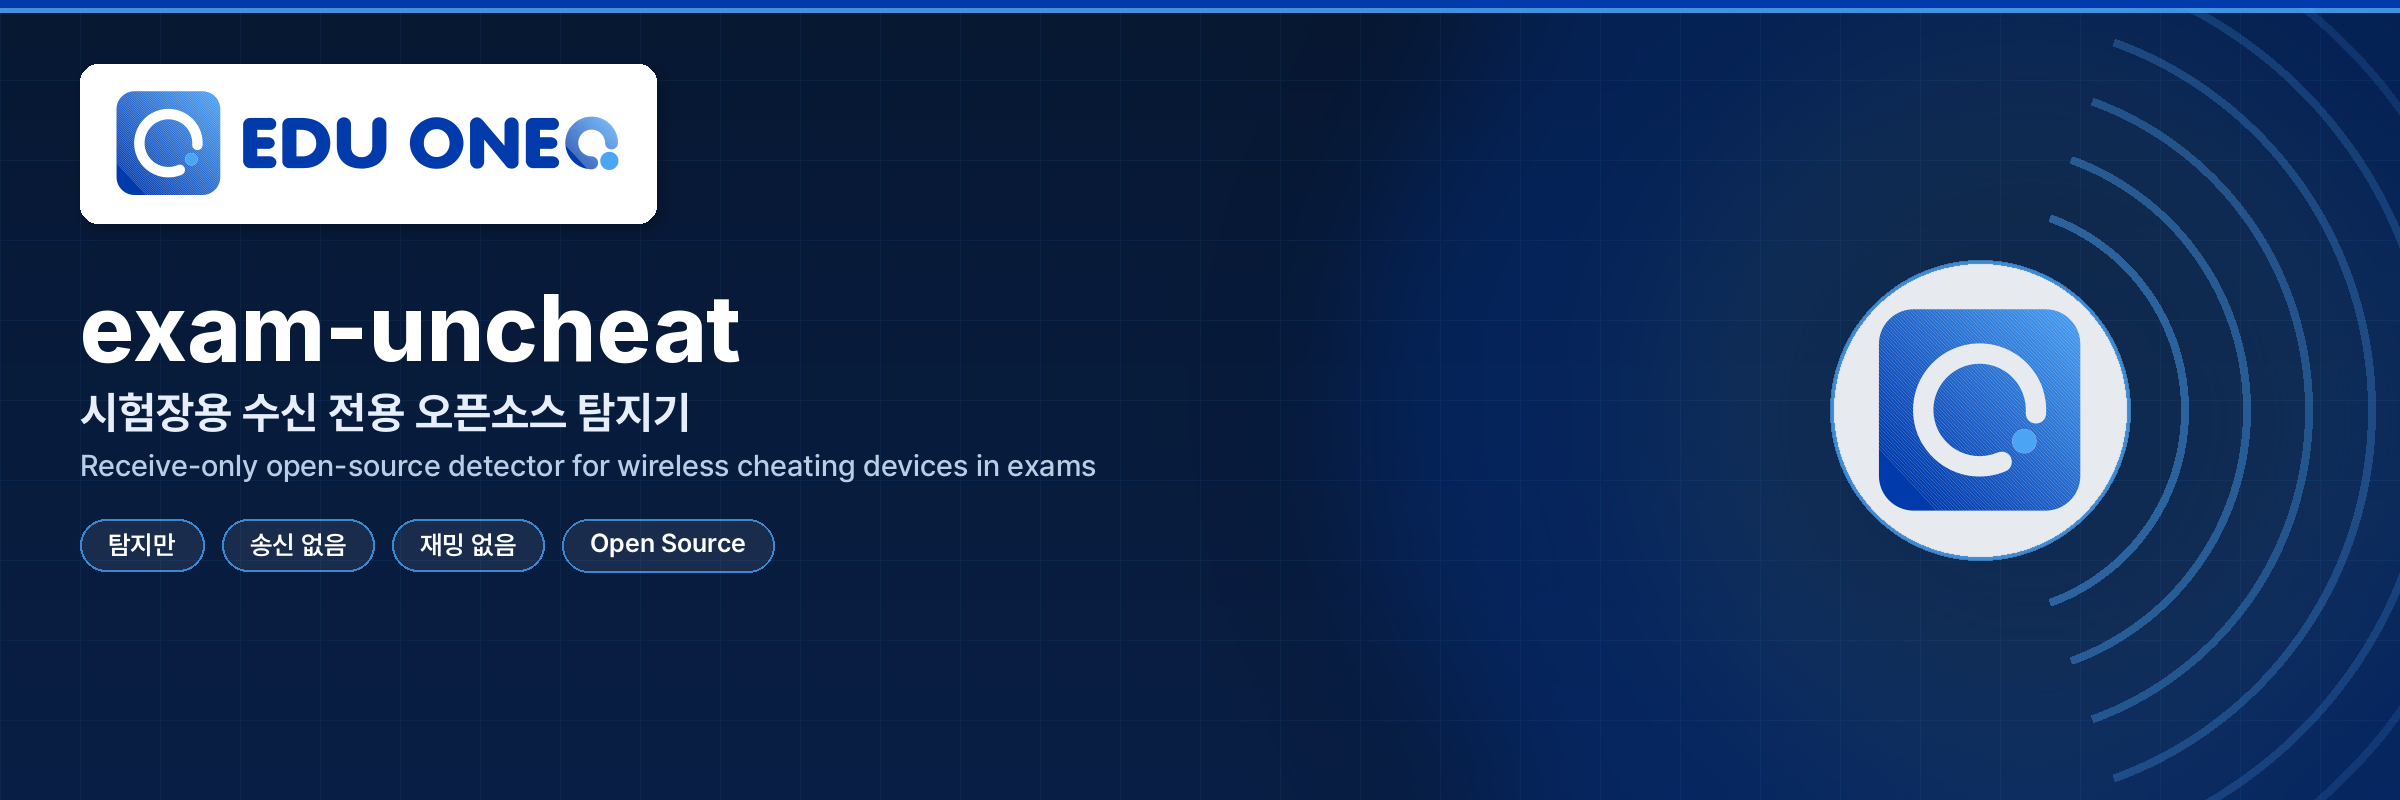 EDU ONEQ
exam-uncheat
시험장용 수신 전용 오픈소스 탐지기
Receive-only open-source detector for wireless cheating devices in exams
탐지만
송신 없음
재밍 없음
Open Source